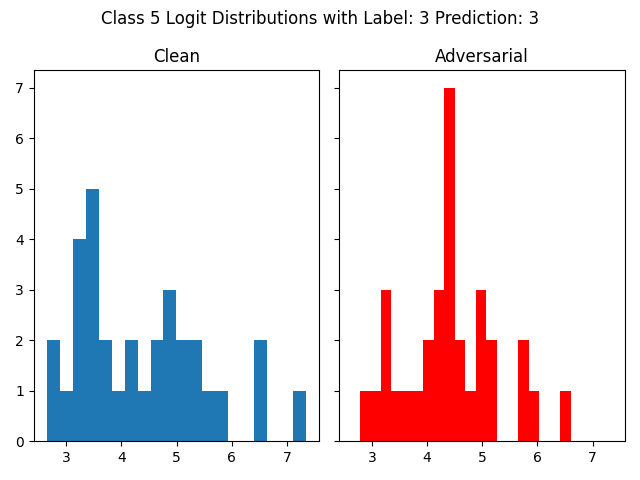 Class 5 Logit Distributions with Label: 3 Prediction: 3
Clean
Adversarial
7
6
5
4
3
2
1
0
3 4 5 6 7
3 4 5 6 7